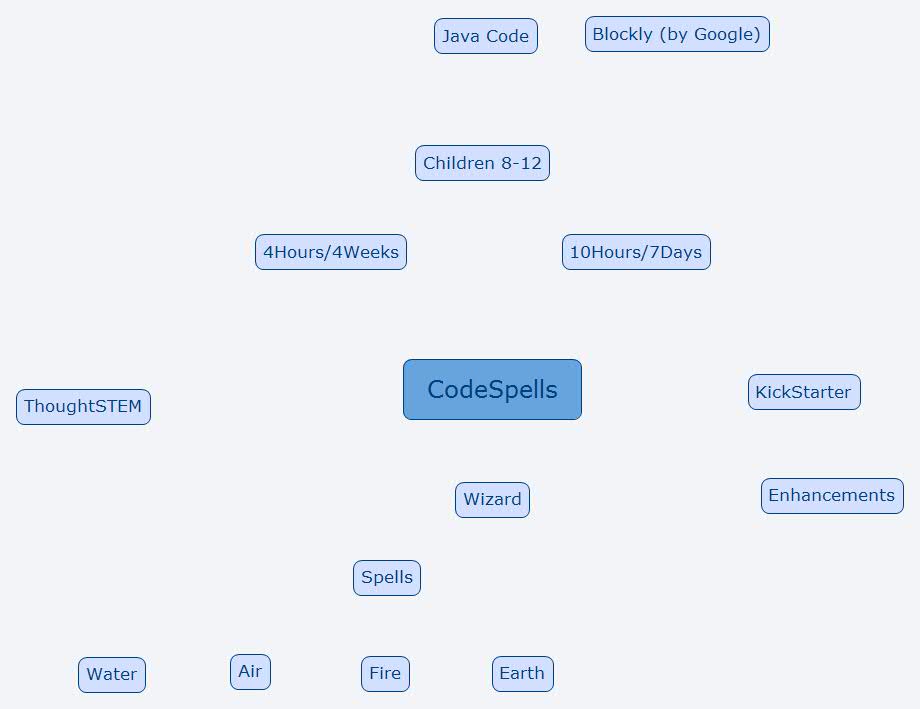 Java Code
Blockly (by Google)
Children 8-12
4Hours/4Weeks
10Hours/7Days
CodeSpells
ThoughtSTEM
KickStarter
Wizard
Enhancements
Spells
Water
Air
Fire
Earth